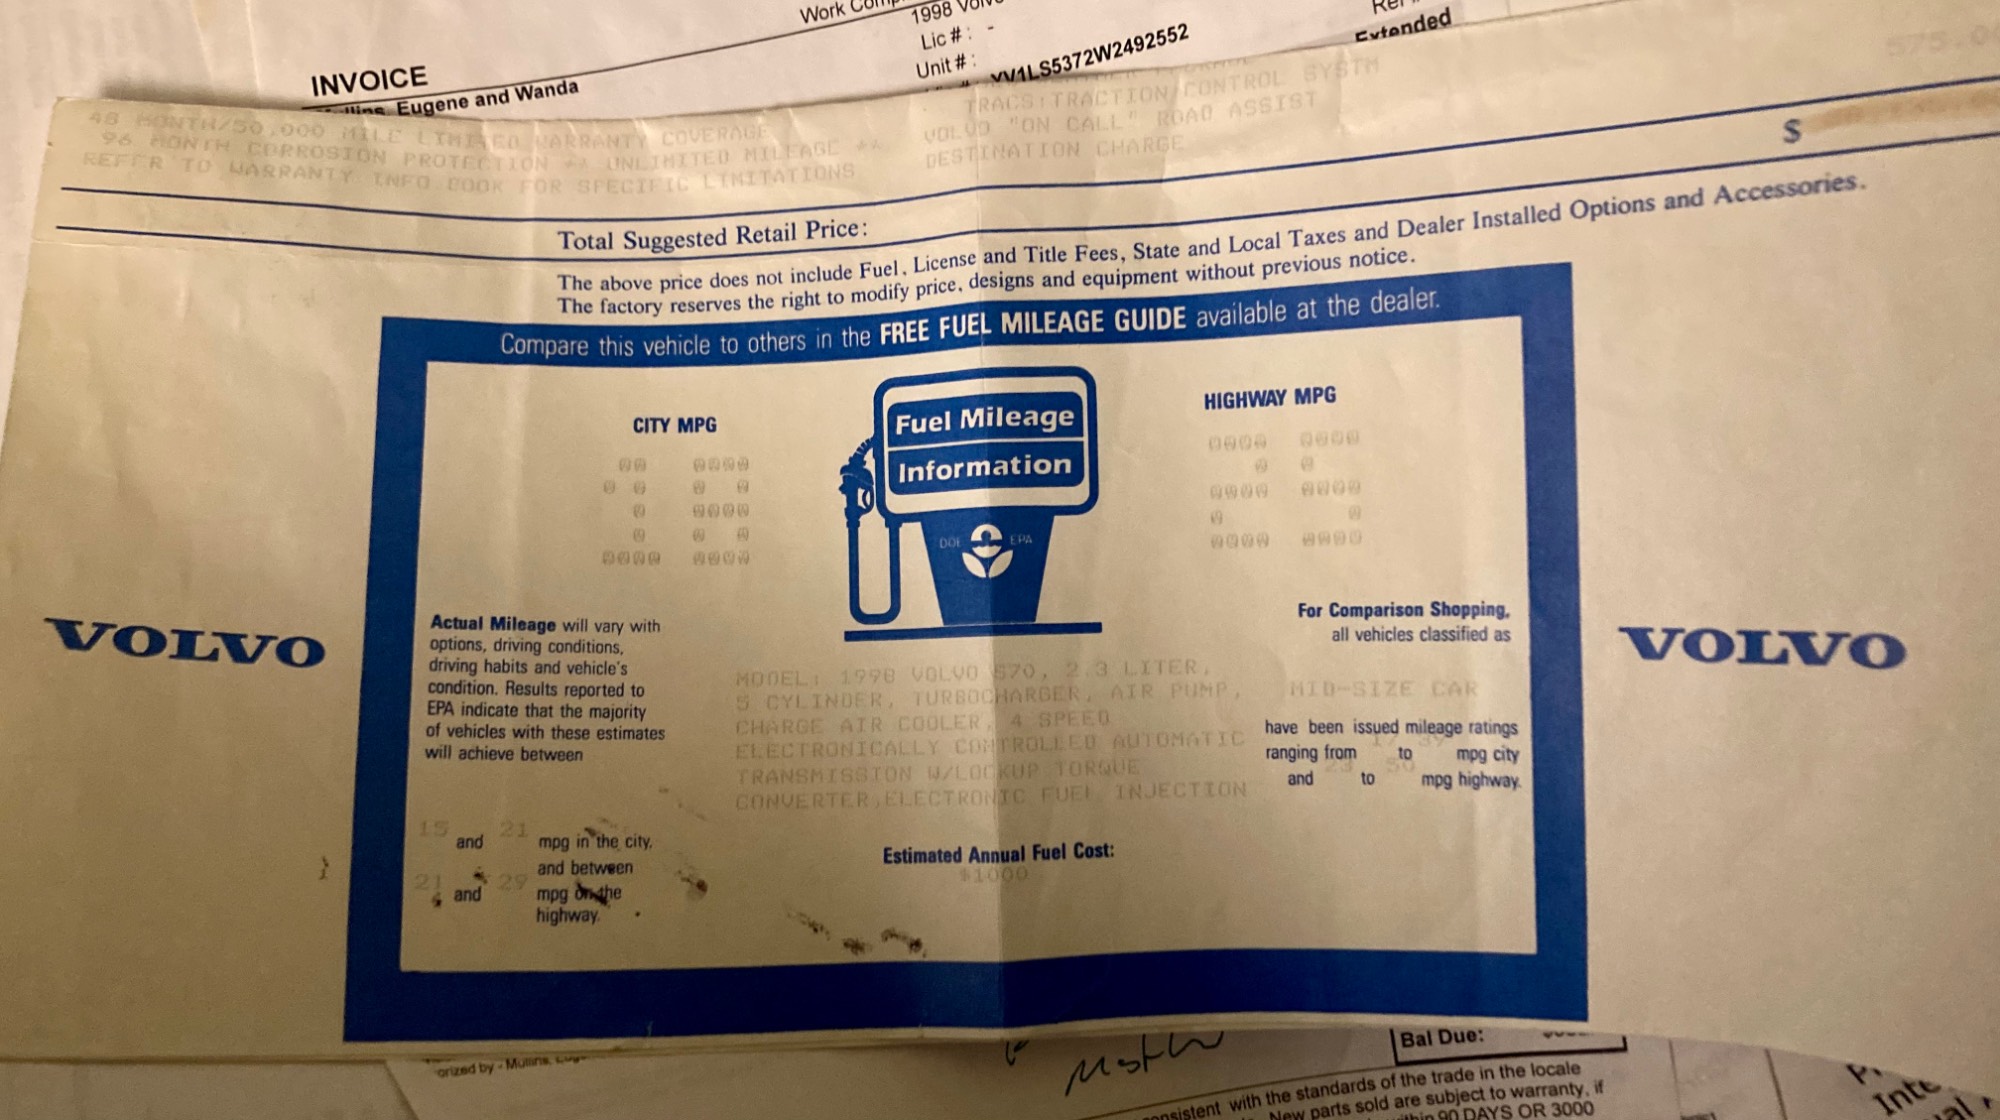 Work
1998
Lic #: -
Unit #:
Extended
INVOICE
Eugene and Wanda
YV1LS5372W2492552
575.00
48 MONTH/50,000 MILE LIMITED WARRANTY COVERAGE
96 MONTH CORROSION PROTECTION ** UNLIMITED MILEAGE **
REFER TO WARRANTY INFO BOOK FOR SPECIFIC LIMITATIONS
TRACS:TRACTION/CONTROL SYSTM
VOLVO "ON CALL" ROAD ASSIST
DESTINATION CHARGE
$
Total Suggested Retail Price:
The above price does not include Fuel, License and Title Fees, State and Local Taxes and Dealer Installed Options and Accessories.
The factory reserves the right to modify price, designs and equipment without previous notice.
Compare this vehicle to others in the FREE FUEL MILEAGE GUIDE available at the dealer.
CITY MPG
18
Fuel Mileage
Information
DOE EPA
HIGHWAY MPG
25
VOLVO
Actual Mileage will vary with
options, driving conditions,
driving habits and vehicle's
condition. Results reported to
EPA indicate that the majority
of vehicles with these estimates
will achieve between
15 and 21 mpg in the city,
and between
21 and 29 mpg on the
highway.
MODEL: 1998 VOLVO S70, 2.3 LITER,
5 CYLINDER, TURBOCHARGER, AIR PUMP,
CHARGE AIR COOLER, 4 SPEED
ELECTRONICALLY CONTROLLED AUTOMATIC
TRANSMISSION W/LOCKUP TORQUE
CONVERTER,ELECTRONIC FUEL INJECTION
Estimated Annual Fuel Cost:
$1000
For Comparison Shopping,
all vehicles classified as
MID-SIZE CAR
have been issued mileage ratings
ranging from to mpg city
and to mpg highway.
VOLVO
Bal Due:
orized by - Mullins,
with the standards of the trade in the locale
New parts sold are subject to warranty, if
90 DAYS OR 3000